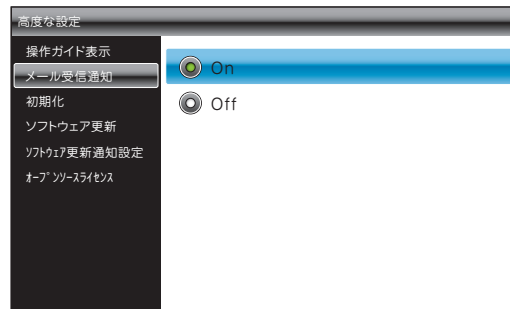 高度な設定
操作ガイド表示
メール受信通知
初期化
ソフトウェア更新
ｿﾌﾄｳｪｱ更新通知設定
ｵｰﾌﾟﾝｿｰｽﾗｲｾﾝｽ
On
Off